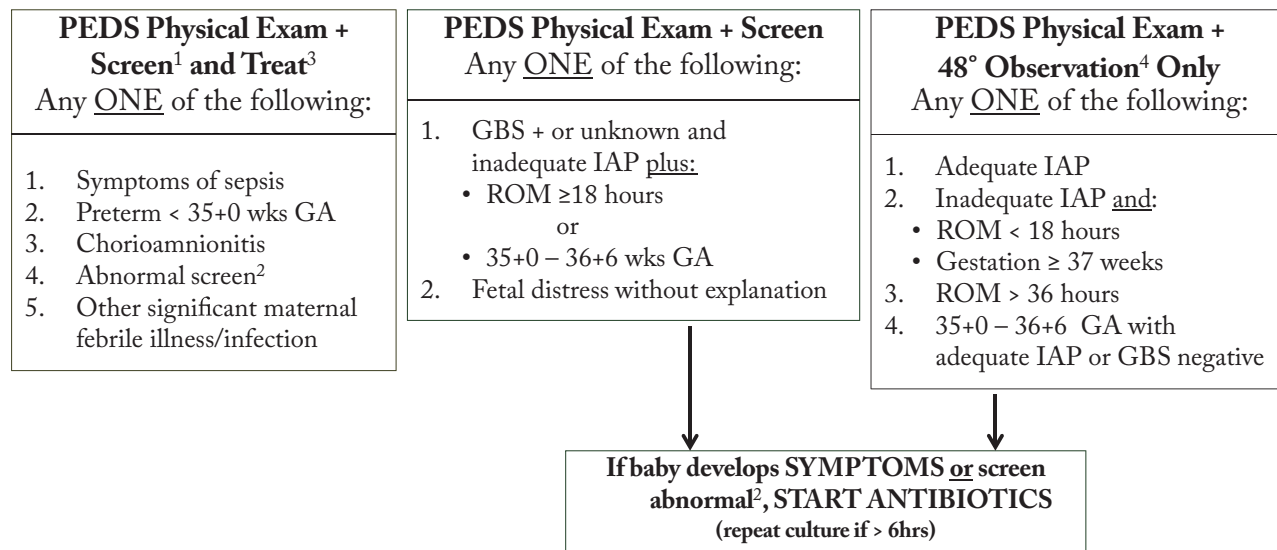 PEDS Physical Exam +
Screen¹ and Treat³
Any ONE of the following:
1. Symptoms of sepsis
2. Preterm < 35+0 wks GA
3. Chorioamnionitis
4. Abnormal screen²
5. Other significant maternal
febrile illness/infection
PEDS Physical Exam + Screen
Any ONE of the following:
1. GBS + or unknown and
inadequate IAP plus:
• ROM ≥18 hours
or
• 35+0 – 36+6 wks GA
2. Fetal distress without explanation
PEDS Physical Exam +
48° Observation⁴ Only
Any ONE of the following:
1. Adequate IAP
2. Inadequate IAP and:
• ROM < 18 hours
• Gestation ≥ 37 weeks
3. ROM > 36 hours
4. 35+0 – 36+6 GA with
adequate IAP or GBS negative
If baby develops SYMPTOMS or screen
abnormal², START ANTIBIOTICS
(repeat culture if > 6hrs)